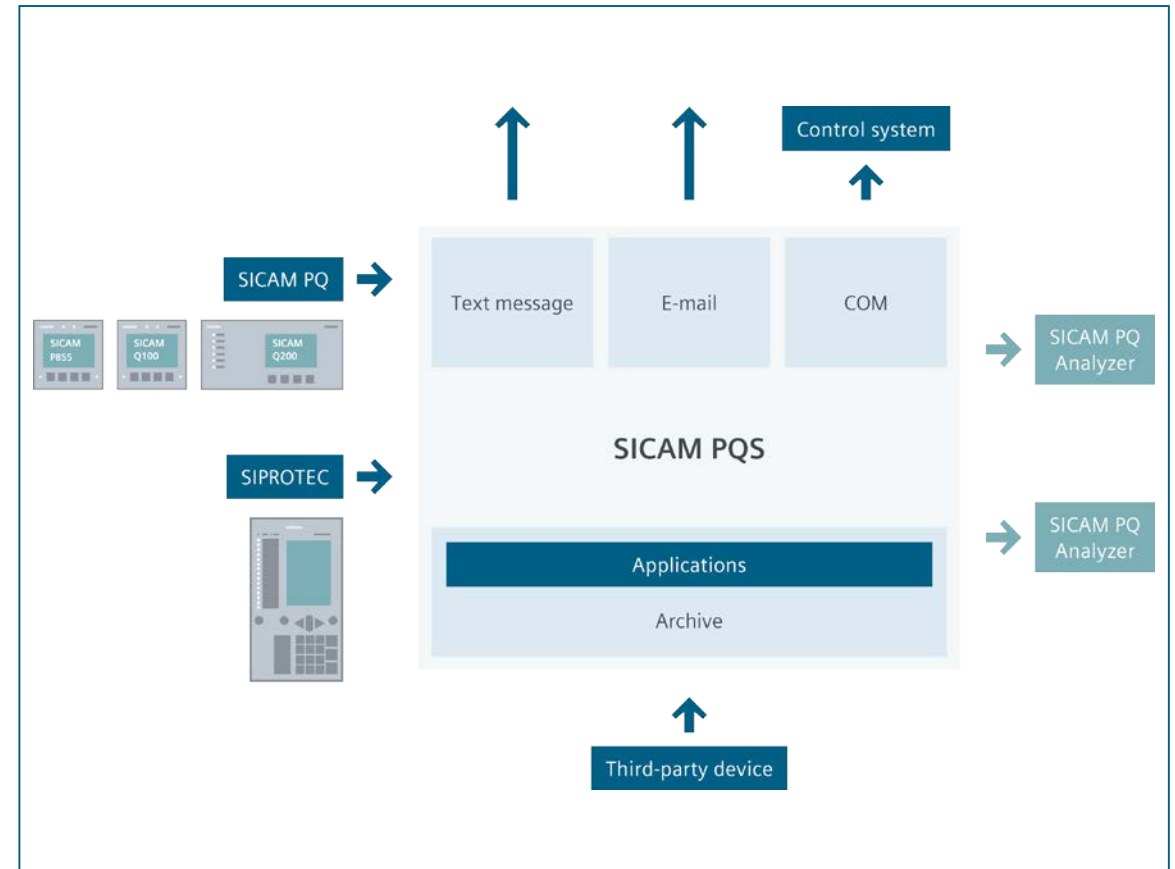 Control system
SICAM PQ
Text message
E-mail
COM
SICAM
P855
SICAM
Q100
SICAM
Q200
SICAM PQ
Analyzer
SICAM PQS
SIPROTEC
SICAM PQ
Analyzer
Applications
Archive
Third-party device